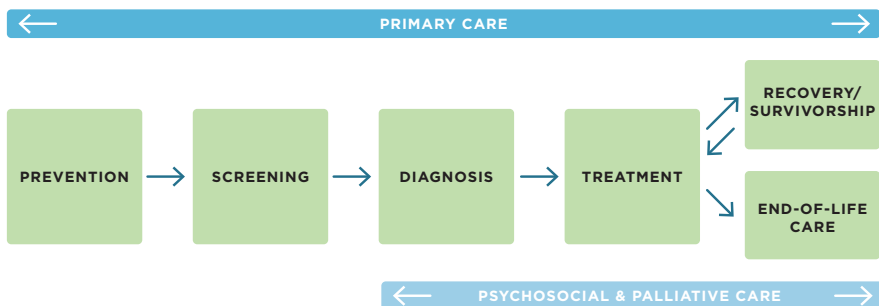 PRIMARY CARE
PREVENTION
SCREENING
DIAGNOSIS
TREATMENT
RECOVERY/
SURVIVORSHIP
END-OF-LIFE
CARE
PSYCHOSOCIAL & PALLIATIVE CARE